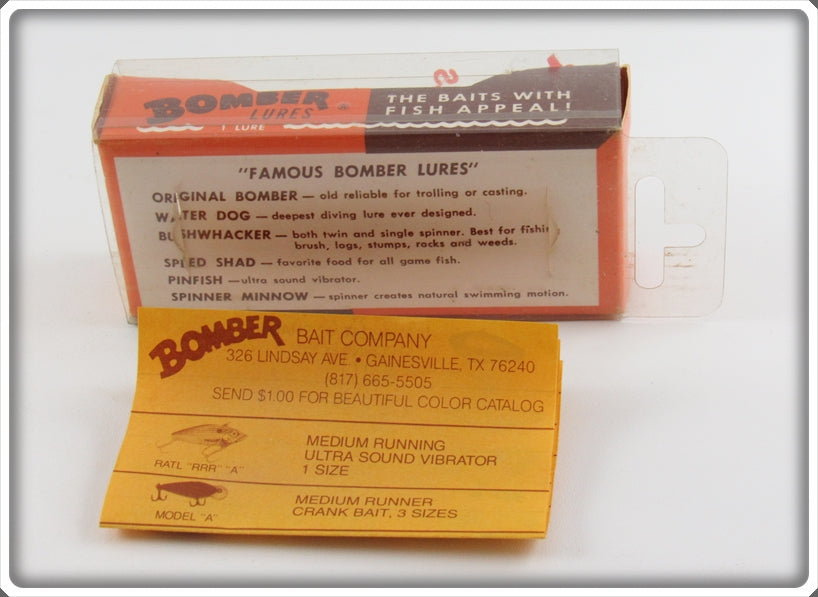 BOMBER ®
LURES
1 LURE
THE BAITS WITH
FISH APPEAL!
"FAMOUS BOMBER LURES"
ORIGINAL BOMBER — old reliable for trolling or casting.
WATER DOG — deepest diving lure ever designed.
BUSHWHACKER — both twin and single spinner. Best for fishing
brush, logs, stumps, rocks and weeds.
SPEED SHAD — favorite food for all game fish.
PINFISH — ultra sound vibrator.
SPINNER MINNOW — spinner creates natural swimming motion.
BOMBER BAIT COMPANY
326 LINDSAY AVE. • GAINESVILLE, TX 76240
(817) 665-5505
SEND $1.00 FOR BEAUTIFUL COLOR CATALOG
RATL "RRR" "A"
MEDIUM RUNNING
ULTRA SOUND VIBRATOR
1 SIZE
MODEL "A"
MEDIUM RUNNER
CRANK BAIT, 3 SIZES